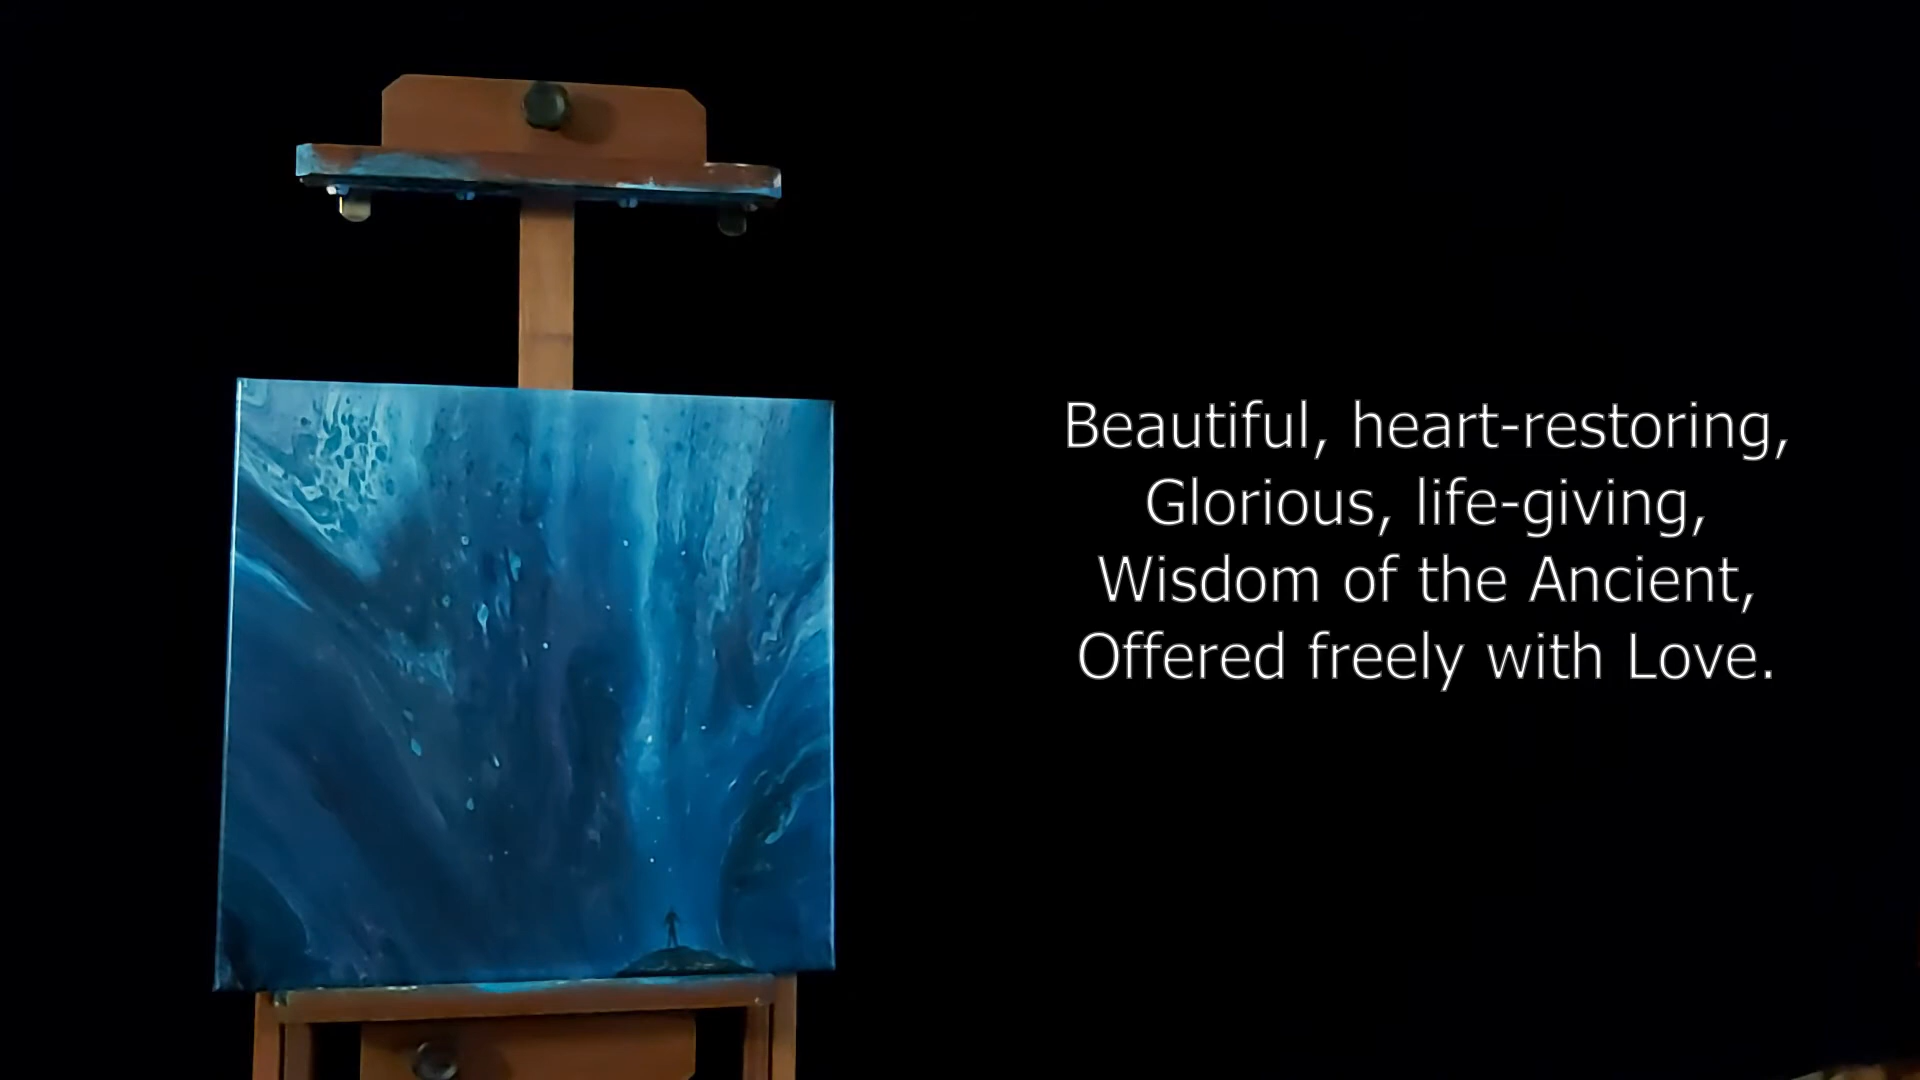 Beautiful, heart-restoring,
Glorious, life-giving,
Wisdom of the Ancient,
Offered freely with Love.